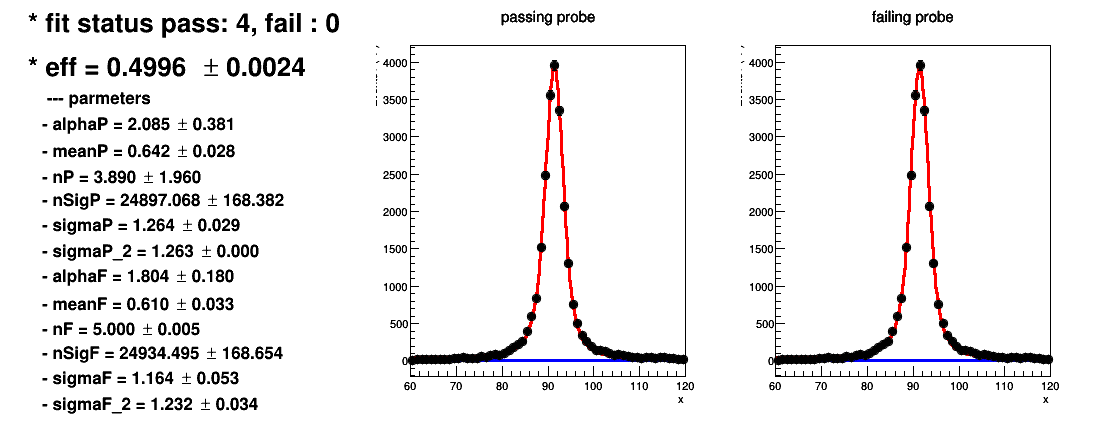 * fit status pass: 4, fail : 0
* eff = 0.4996 ± 0.0024
--- parmeters
- alphaP = 2.085 ± 0.381
- meanP = 0.642 ± 0.028
- nP = 3.890 ± 1.960
- nSigP = 24897.068 ± 168.382
- sigmaP = 1.264 ± 0.029
- sigmaP_2 = 1.263 ± 0.000
- alphaF = 1.804 ± 0.180
- meanF = 0.610 ± 0.033
- nF = 5.000 ± 0.005
- nSigF = 24934.495 ± 168.654
- sigmaF = 1.164 ± 0.053
- sigmaF_2 = 1.232 ± 0.034
passing probe
4000
3500
3000
2500
2000
1500
1000
500
0
60 70 80 90 100 110 120
x
failing probe
4000
3500
3000
2500
2000
1500
1000
500
0
60 70 80 90 100 110 120
x